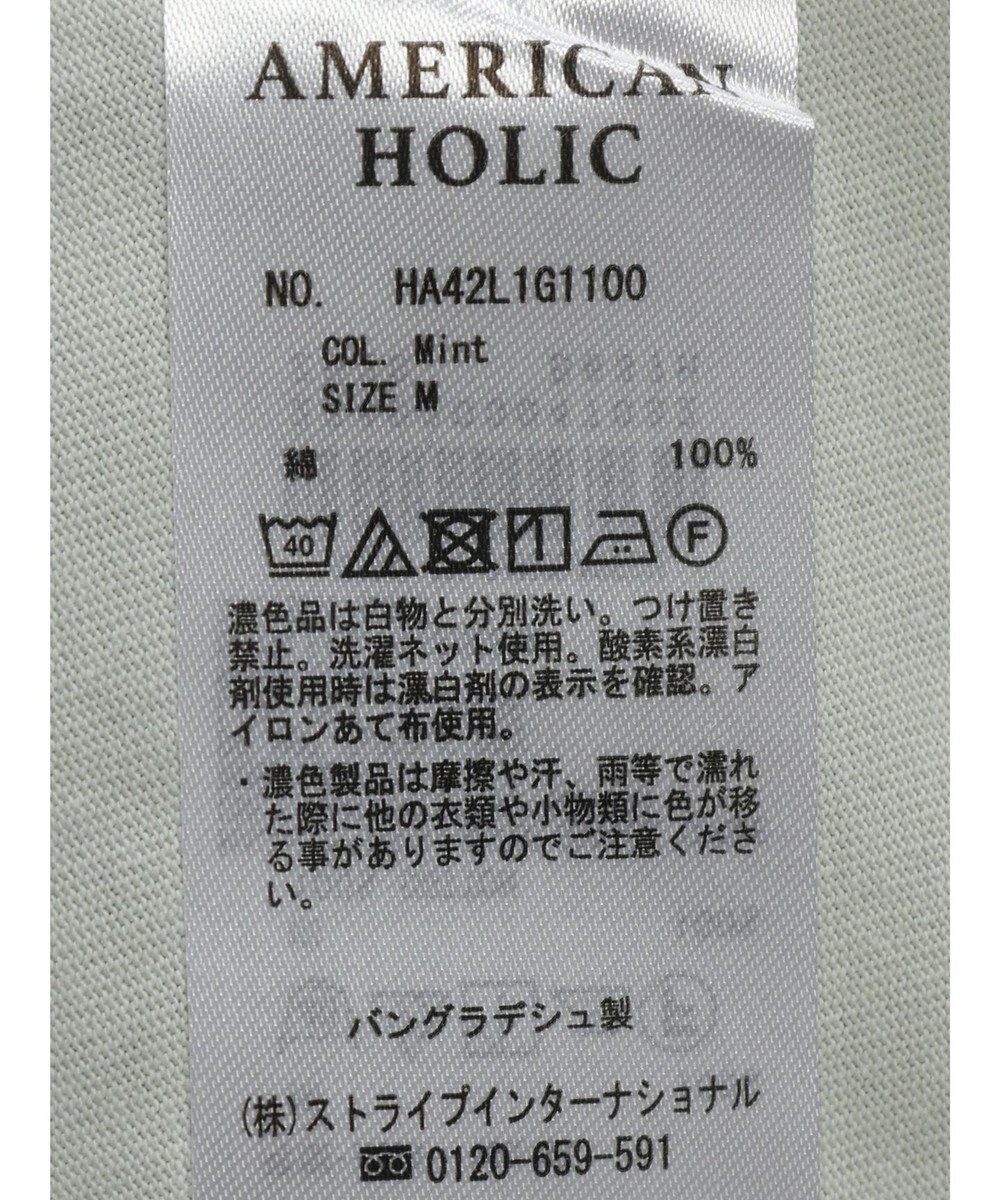 AMERICAN
HOLIC
NO. HA42L1G1100
COL. Mint
SIZE M
綿 100%
40 F
濃色品は白物と分別洗い。つけ置き
禁止。洗濯ネット使用。酸素系漂白
剤使用時は漂白剤の表示を確認。ア
イロンあて布使用。
・濃色製品は摩擦や汗、雨等で濡れ
た際に他の衣類や小物類に色が移
る事がありますのでご注意くださ
い。
バングラデシュ製
(株)ストライプインターナショナル
0120-659-591